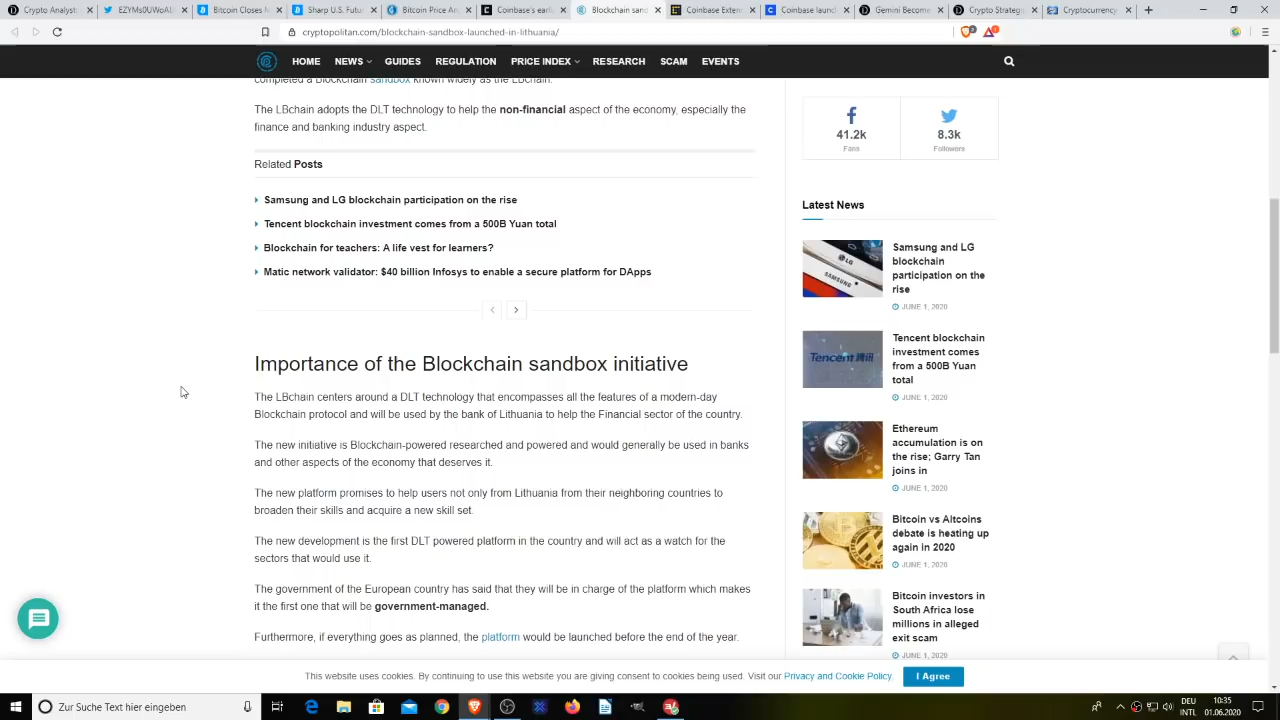 Crypto Analyst
EZYMs0UWoAI
Bitcoin Closes M
Sharp U.S. Futur
Bitcoin Price An
Coinbase's earl
Blockchain sand
Coinbase Exten
Coinbase launch
Gemini Becom
Crypto Strateg
Cryptocurrency
cryptopolitan.com/blockchain-sandbox-launched-in-lithuania/
HOME NEWS GUIDES REGULATION PRICE INDEX RESEARCH SCAM EVENTS
completed a Blockchain sandbox known widely as the LBchain.
The LBchain adopts the DLT technology to help the non-financial aspect of the economy, especially the
finance and banking industry aspect.
Related Posts
Samsung and LG blockchain participation on the rise
Tencent blockchain investment comes from a 500B Yuan total
Blockchain for teachers: A life vest for learners?
Matic network validator: $40 billion Infosys to enable a secure platform for DApps
Importance of the Blockchain sandbox initiative
The LBchain centers around a DLT technology that encompasses all the features of a modern-day
Blockchain protocol and will be used by the bank of Lithuania to help the Financial sector of the country.
The new initiative is Blockchain-powered researched and powered and would generally be used in banks
and other aspects of the economy that deserves it.
The new platform promises to help users not only from Lithuania from their neighboring countries to
broaden their skills and acquire a new skill set.
The new development is the first DLT powered platform in the country and will act as a watch for the
sectors that would use it.
The government of the European country has said that they will be in charge of the platform which makes
it the first one that will be government-managed.
Furthermore, if everything goes as planned, the platform would be launched before the end of the year.
41.2k
Fans
8.3k
Followers
Latest News
LG
SAMSUNG
Samsung and LG
blockchain
participation on the
rise
JUNE 1, 2020
Tencent 腾讯
Tencent blockchain
investment comes
from a 500B Yuan
total
JUNE 1, 2020
Ethereum
accumulation is on
the rise; Garry Tan
joins in
JUNE 1, 2020
Bitcoin vs Altcoins
debate is heating up
again in 2020
JUNE 1, 2020
Bitcoin investors in
South Africa lose
millions in alleged
exit scam
JUNE 1, 2020
This website uses cookies. By continuing to use this website you are giving consent to cookies being used. Visit our Privacy and Cookie Policy.
I Agree
Zur Suche Text hier eingeben
DEU
INTL
10:35
01.06.2020